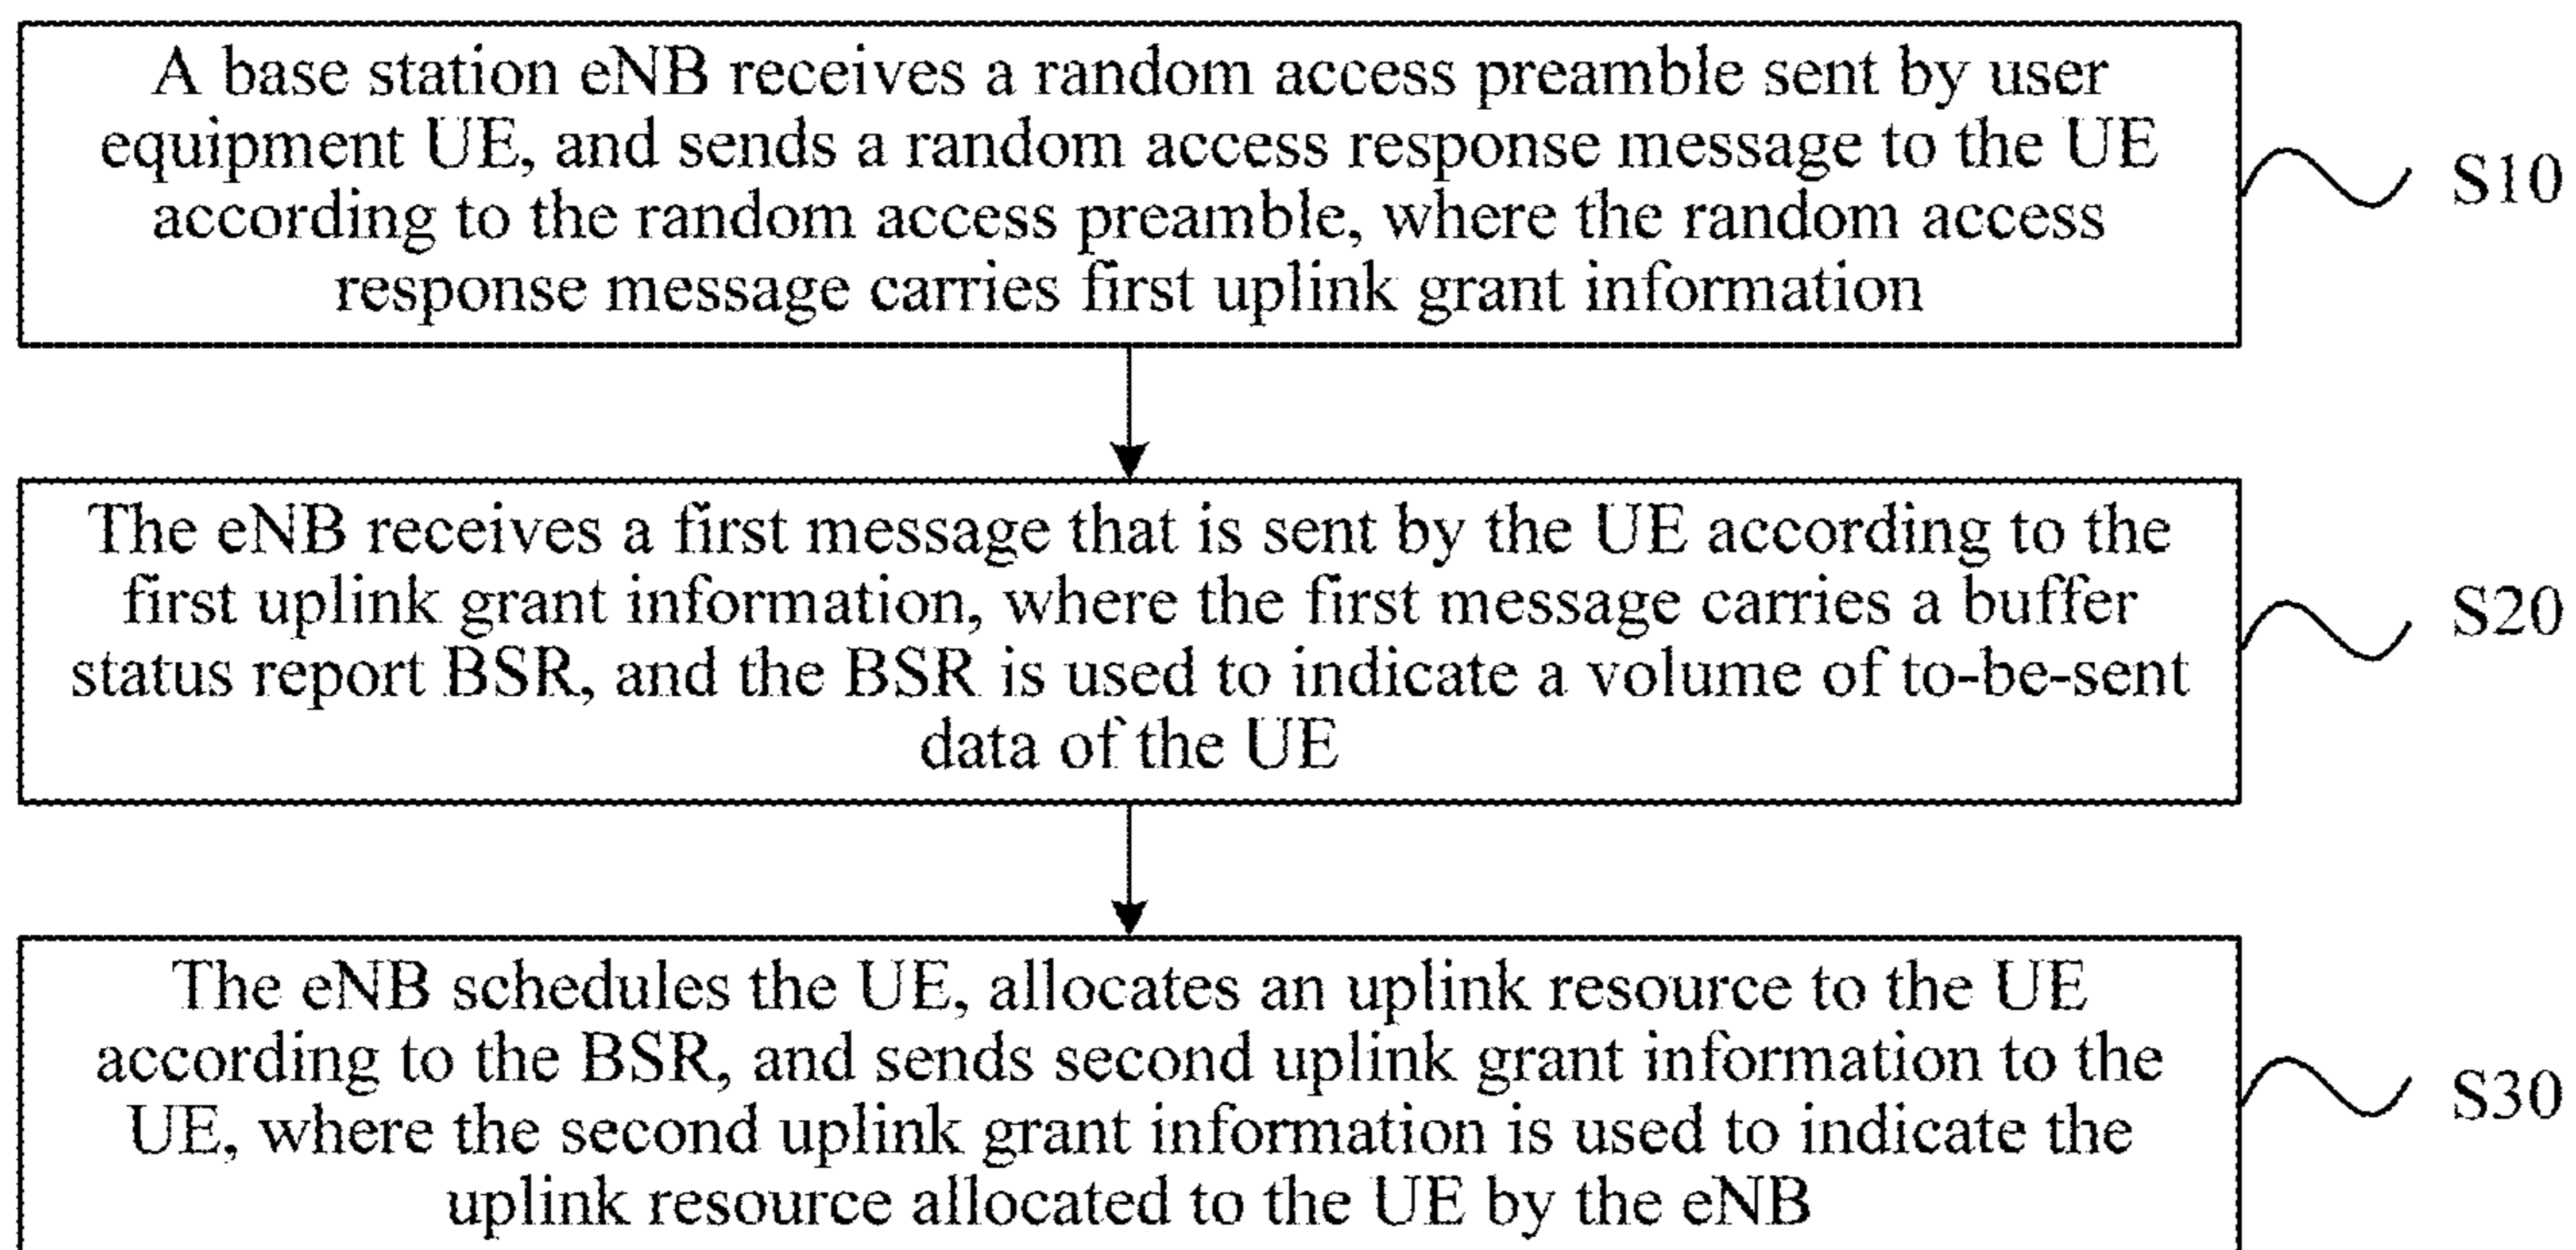 A base station eNB receives a random access preamble sent by user
equipment UE, and sends a random access response message to the UE
according to the random access preamble, where the random access
response message carries first uplink grant information
S10
The eNB receives a first message that is sent by the UE according to the
first uplink grant information, where the first message carries a buffer
status report BSR, and the BSR is used to indicate a volume of to-be-sent
data of the UE
S20
The eNB schedules the UE, allocates an uplink resource to the UE
according to the BSR, and sends second uplink grant information to the
UE, where the second uplink grant information is used to indicate the
uplink resource allocated to the UE by the eNB
S30